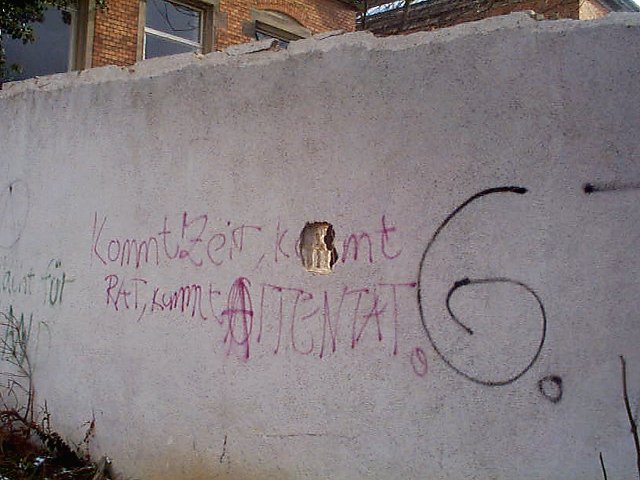 Kommt Zeit, kommt
RAT, kommt ATTENTAT.
G.
für